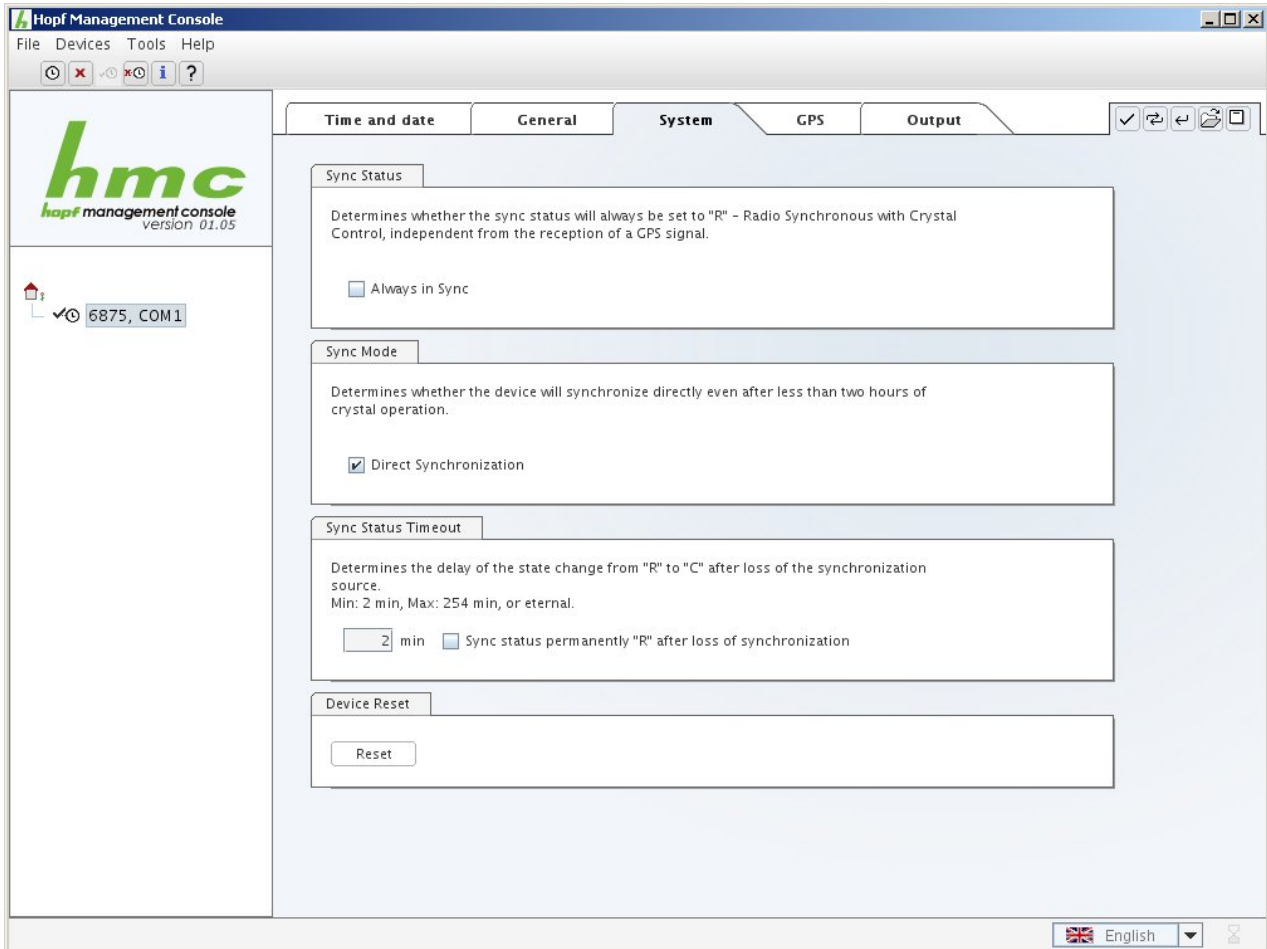 Hopf Management Console
File Devices Tools Help
hmc
hopf management console
version 01.05
Time and date General System GPS Output
6875, COM1
Sync Status
Determines whether the sync status will always be set to "R" - Radio Synchronous with Crystal
Control, independent from the reception of a GPS signal.
Always in Sync
Sync Mode
Determines whether the device will synchronize directly even after less than two hours of
crystal operation.
Direct Synchronization
Sync Status Timeout
Determines the delay of the state change from "R" to "C" after loss of the synchronization
source.
Min: 2 min, Max: 254 min, or eternal.
2 min Sync status permanently "R" after loss of synchronization
Device Reset
Reset
English